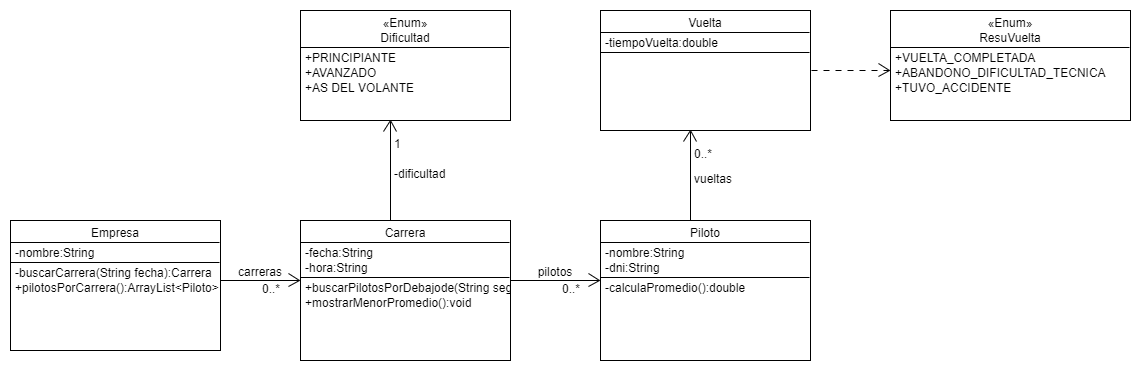 «Enum»
Dificultad
+PRINCIPIANTE
+AVANZADO
+AS DEL VOLANTE
Vuelta
-tiempoVuelta:double
«Enum»
ResuVuelta
+VUELTA_COMPLETADA
+ABANDONO_DIFICULTAD_TECNICA
+TUVO_ACCIDENTE
1
-dificultad
0..*
vueltas
Empresa
-nombre:String
-buscarCarrera(String fecha):Carrera
+pilotosPorCarrera():ArrayList<Piloto>
carreras
0..*
Carrera
-fecha:String
-hora:String
+buscarPilotosPorDebajode(String seg
+mostrarMenorPromedio():void
pilotos
0..*
Piloto
-nombre:String
-dni:String
-calculaPromedio():double